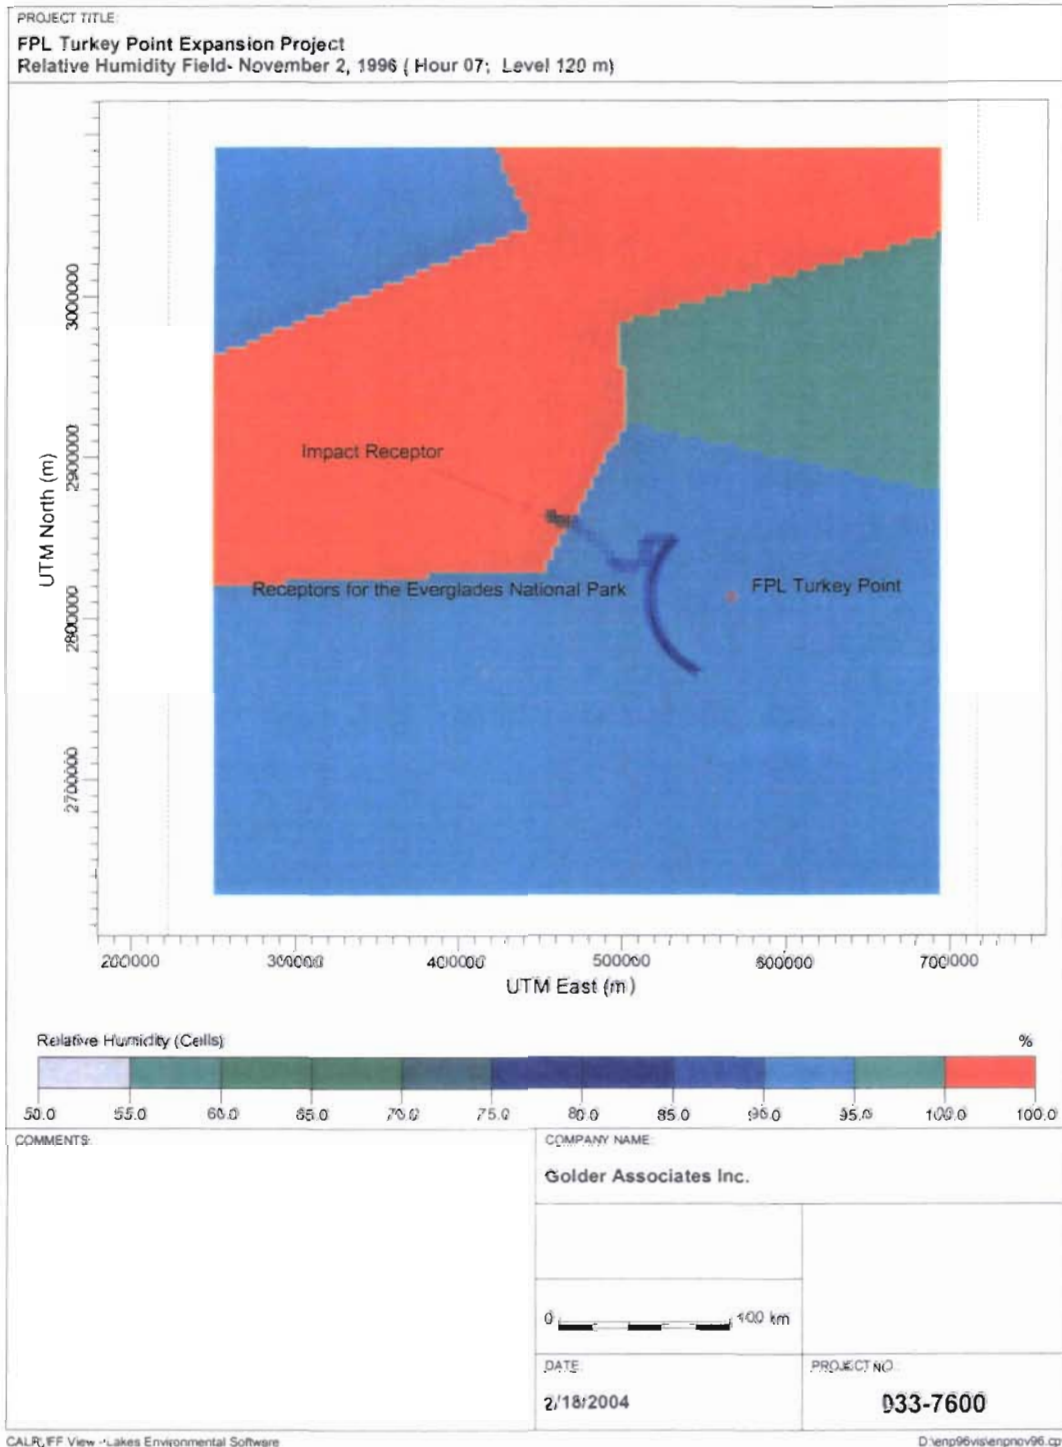 PROJECT TITLE:
FPL Turkey Point Expansion Project
Relative Humidity Field- November 2, 1996 ( Hour 07; Level 120 m)
UTM North (m)
3000000
2900000
2800000
2700000
Impact Receptor
Receptors for the Everglades National Park
FPL Turkey Point
200000 300000 400000 500000 600000 700000
UTM East (m)
Relative Humidity (Cells) %
50.0 55.0 60.0 65.0 70.0 75.0 80.0 85.0 90.0 95.0 100.0 100.0
COMMENTS:
COMPANY NAME:
Golder Associates Inc.
0 100 km
DATE:
2/18/2004
PROJECT NO.:
033-7600
CALPUFF View - Lakes Environmental Software